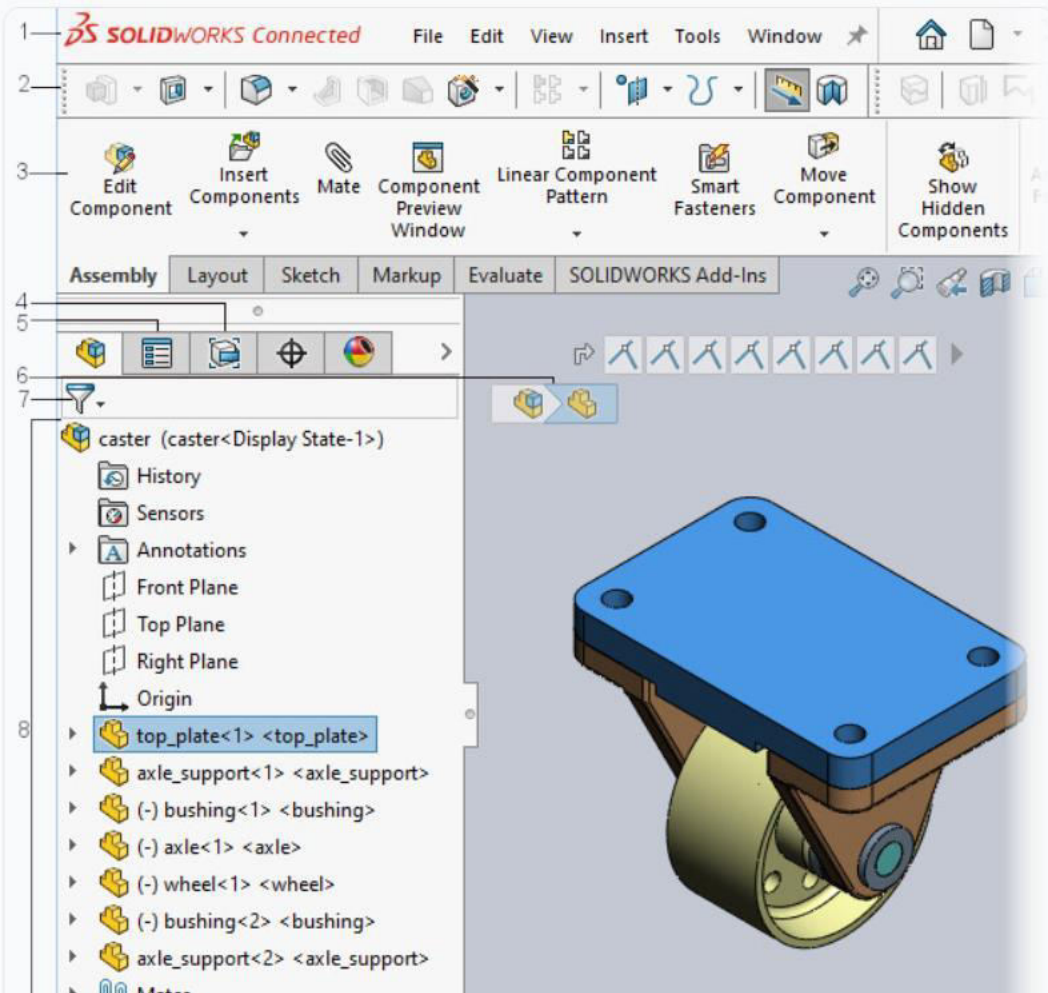 1 SOLIDWORKS Connected File Edit View Insert Tools Window
2
3
Edit Component
Insert Components
Mate
Component Preview Window
Linear Component Pattern
Smart Fasteners
Move Component
Show Hidden Components
Assembly Layout Sketch Markup Evaluate SOLIDWORKS Add-Ins
4
5
6
7
8
caster (caster<Display State-1>)
History
Sensors
Annotations
Front Plane
Top Plane
Right Plane
Origin
top_plate<1> <top_plate>
axle_support<1> <axle_support>
(-) bushing<1> <bushing>
(-) axle<1> <axle>
(-) wheel<1> <wheel>
(-) bushing<2> <bushing>
axle_support<2> <axle_support>